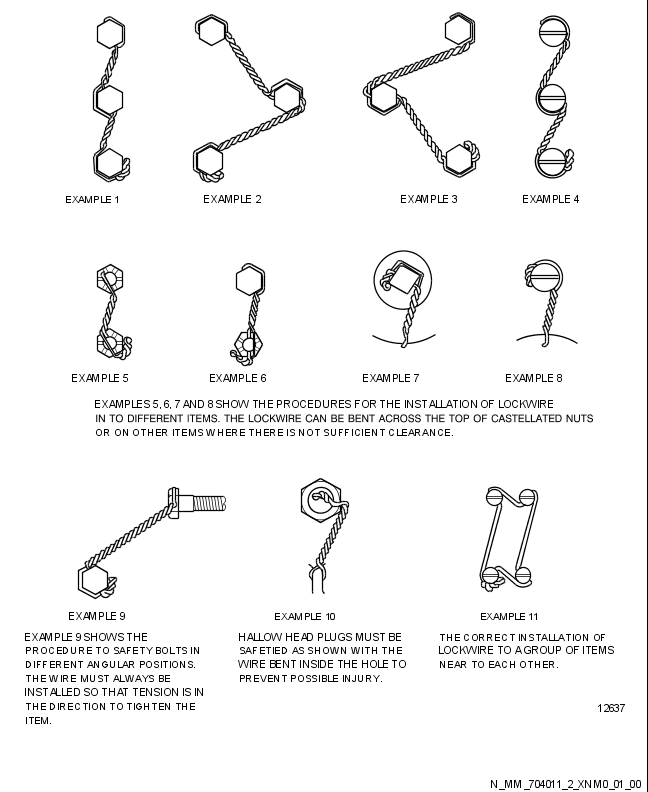 EXAMPLE 1
EXAMPLE 2
EXAMPLE 3
EXAMPLE 4
EXAMPLE 5
EXAMPLE 6
EXAMPLE 7
EXAMPLE 8
EXAMPLES 5, 6, 7 AND 8 SHOW THE PROCEDURES FOR THE INSTALLATION OF LOCKWIRE
IN TO DIFFERENT ITEMS. THE LOCKWIRE CAN BE BENT ACROSS THE TOP OF CASTELLATED NUTS
OR ON OTHER ITEMS WHERE THERE IS NOT SUFFICIENT CLEARANCE.
EXAMPLE 9
EXAMPLE 10
EXAMPLE 11
EXAMPLE 9 SHOWS THE
PROCEDURE TO SAFETY BOLTS IN
DIFFERENT ANGULAR POSITIONS.
THE WIRE MUST ALWAYS BE
INSTALLED SO THAT TENSION IS IN
THE DIRECTION TO TIGHTEN THE
ITEM.
HALLOW HEAD PLUGS MUST BE
SAFETIED AS SHOWN WITH THE
WIRE BENT INSIDE THE HOLE TO
PREVENT POSSIBLE INJURY.
THE CORRECT INSTALLATION OF
LOCKWIRE TO A GROUP OF ITEMS
NEAR TO EACH OTHER.
12637
N_MM_704011_2_XNM0_01_00